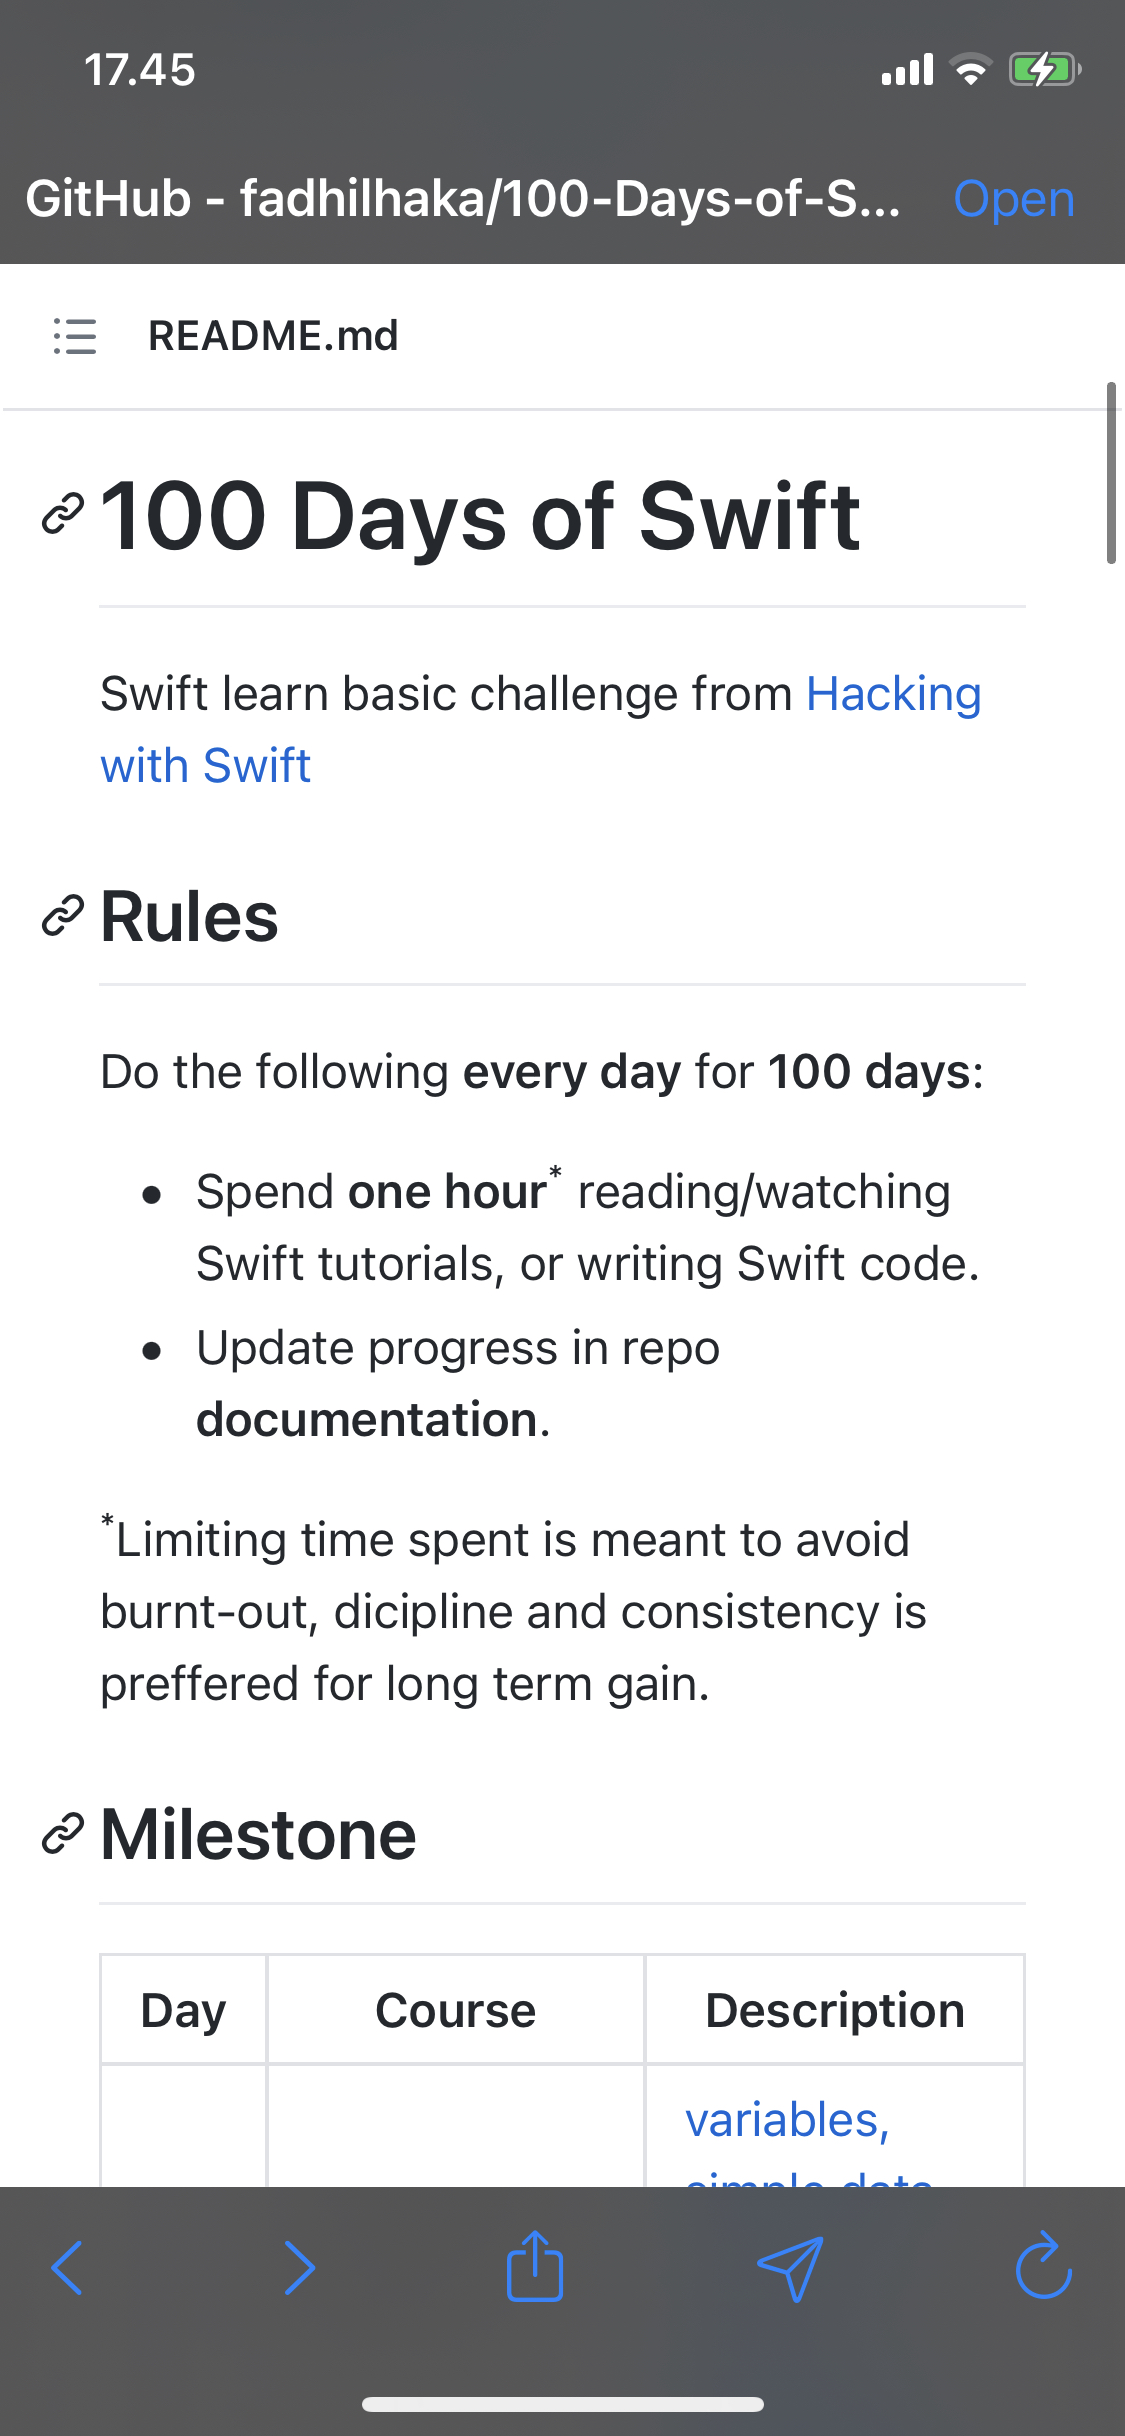 17.45
GitHub - fadhilhaka/100-Days-of-S... Open
README.md
100 Days of Swift
Swift learn basic challenge from Hacking
with Swift
Rules
Do the following every day for 100 days:
• Spend one hour* reading/watching
Swift tutorials, or writing Swift code.
• Update progress in repo
documentation.
*Limiting time spent is meant to avoid
burnt-out, dicipline and consistency is
preffered for long term gain.
Milestone
Day Course Description
variables,
simple data